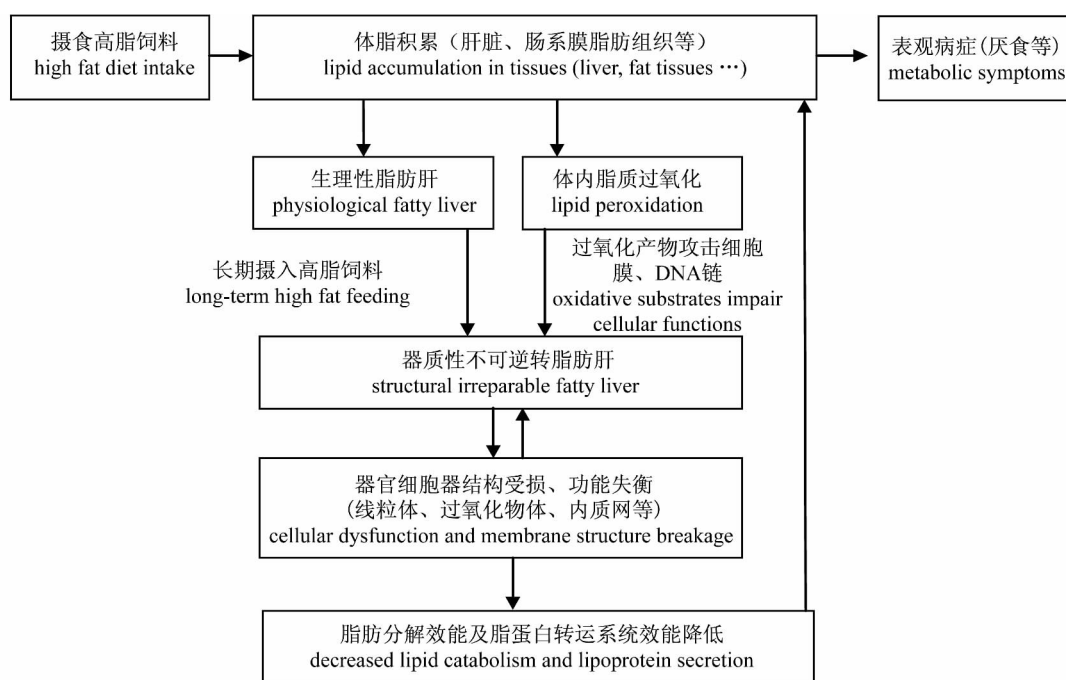 摄食高脂饲料
high fat diet intake
体脂积累（肝脏、肠系膜脂肪组织等）
lipid accumulation in tissues (liver, fat tissues …)
表观病症(厌食等)
metabolic symptoms
生理性脂肪肝
physiological fatty liver
体内脂质过氧化
lipid peroxidation
长期摄入高脂饲料
long-term high fat feeding
过氧化产物攻击细胞
膜、DNA链
oxidative substrates impair
cellular functions
器质性不可逆转脂肪肝
structural irreparable fatty liver
器官细胞器结构受损、功能失衡
(线粒体、过氧化物体、内质网等)
cellular dysfunction and membrane structure breakage
脂肪分解效能及脂蛋白转运系统效能降低
decreased lipid catabolism and lipoprotein secretion